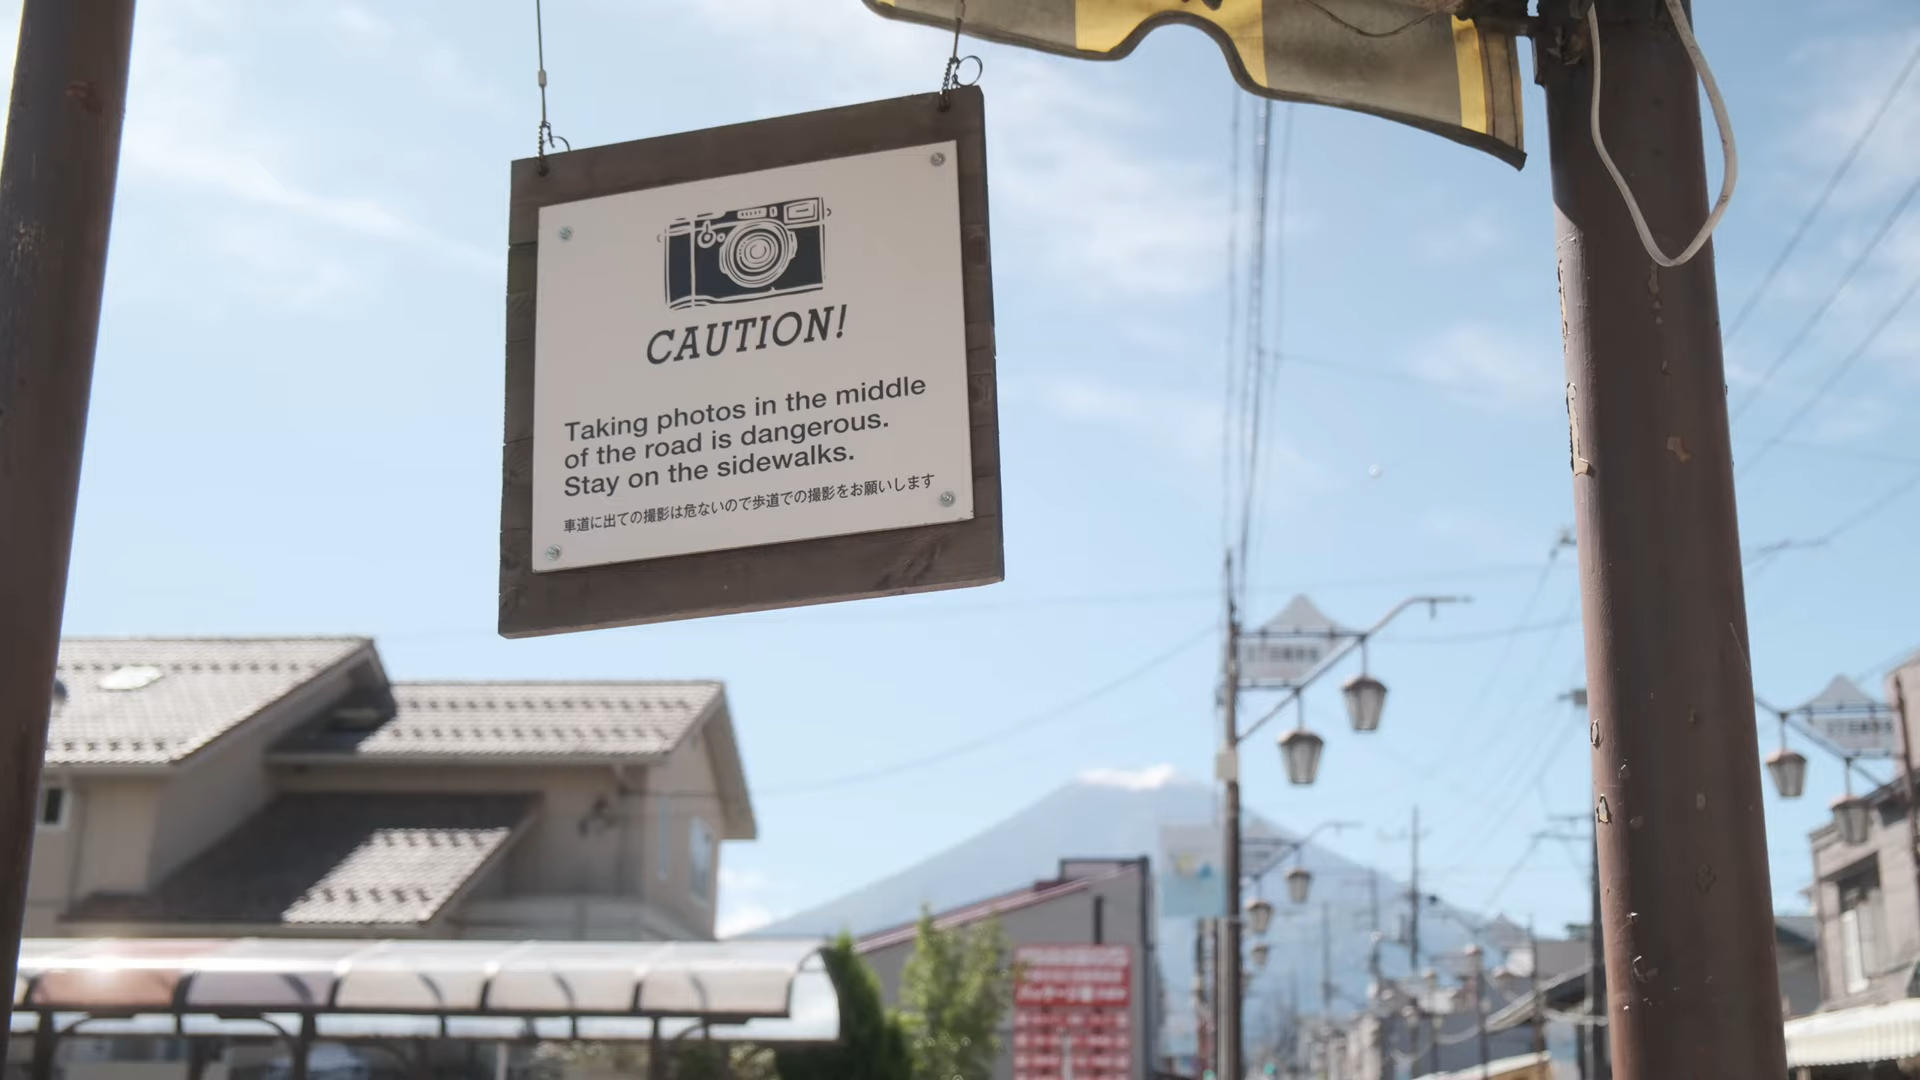 CAUTION!
Taking photos in the middle
of the road is dangerous.
Stay on the sidewalks.
車道に出ての撮影は危ないので歩道での撮影をお願いします